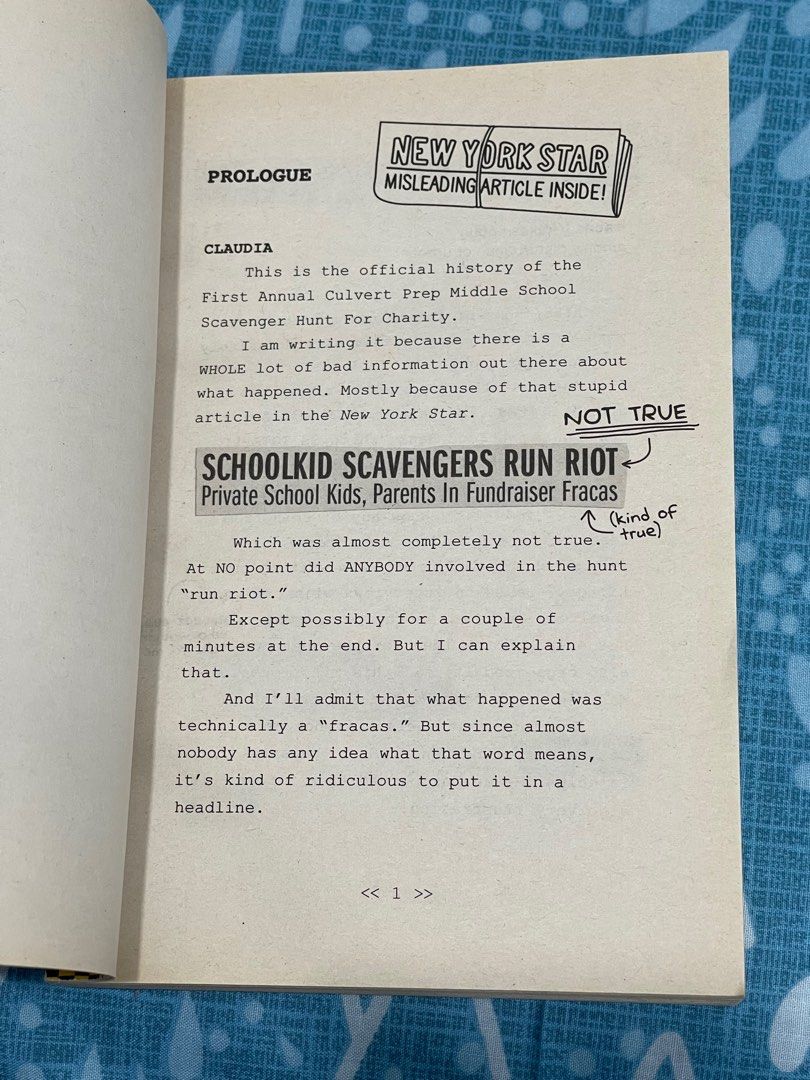 NEW YORK STAR
MISLEADING ARTICLE INSIDE!
PROLOGUE
CLAUDIA
This is the official history of the
First Annual Culvert Prep Middle School
Scavenger Hunt For Charity.
I am writing it because there is a
WHOLE lot of bad information out there about
what happened. Mostly because of that stupid
article in the New York Star.
NOT TRUE
SCHOOLKID SCAVENGERS RUN RIOT
Private School Kids, Parents In Fundraiser Fracas
(kind of
true)
Which was almost completely not true.
At NO point did ANYBODY involved in the hunt
“run riot.”
Except possibly for a couple of
minutes at the end. But I can explain
that.
And I’ll admit that what happened was
technically a “fracas.” But since almost
nobody has any idea what that word means,
it’s kind of ridiculous to put it in a
headline.
<< 1 >>